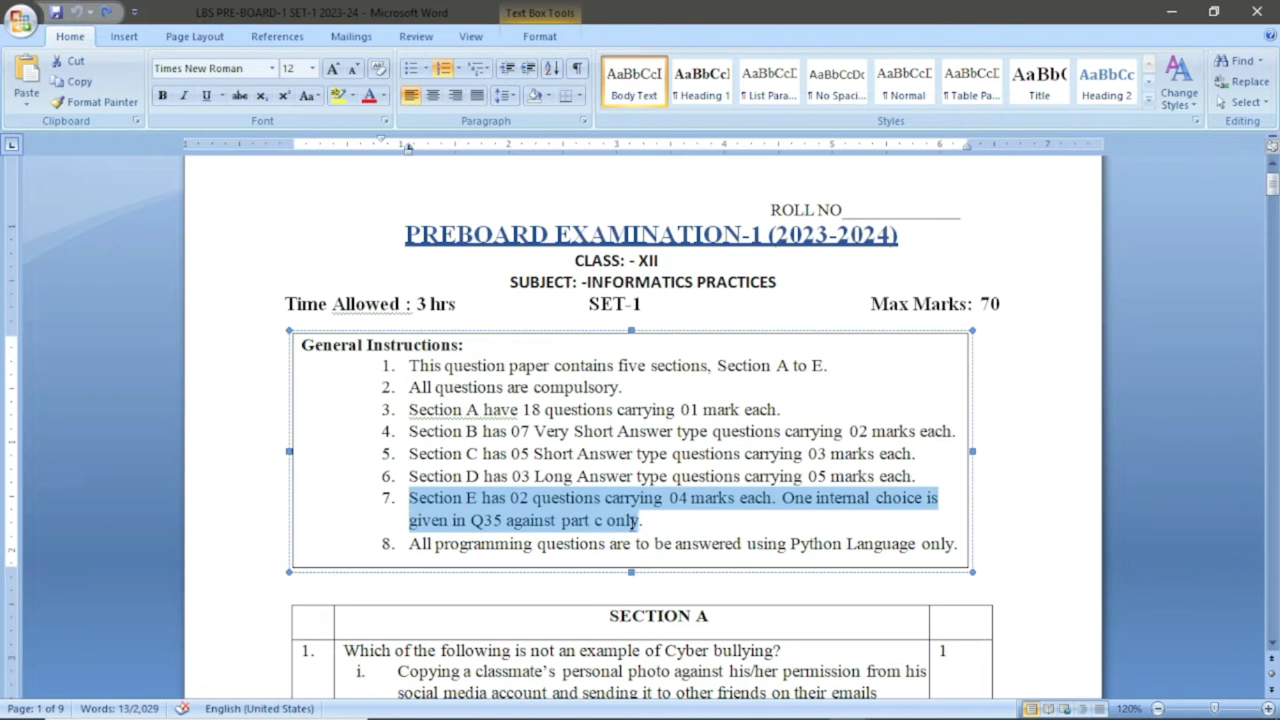 LBS PRE-BOARD-1 SET-1 2023-24 - Microsoft Word
Text Box Tools
Home Insert Page Layout References Mailings Review View Format
Paste
Cut
Copy
Format Painter
Clipboard
Times New Roman 12
Font
Paragraph
AaBbCcI AaBbCc] AaBbCcD AaBbCcDc AaBbCcD AaBbCcD AaBb( AaBbCc
Body Text ¶ Heading 1 ¶ List Para... ¶ No Spaci... ¶ Normal ¶ Table Pa... Title Heading 2
Change Styles
Styles
Find
Replace
Select
Editing
ROLL NO______________
PREBOARD EXAMINATION-1 (2023-2024)
CLASS: - XII
SUBJECT: -INFORMATICS PRACTICES
Time Allowed : 3 hrs SET-1 Max Marks: 70
General Instructions:
1. This question paper contains five sections, Section A to E.
2. All questions are compulsory.
3. Section A have 18 questions carrying 01 mark each.
4. Section B has 07 Very Short Answer type questions carrying 02 marks each.
5. Section C has 05 Short Answer type questions carrying 03 marks each.
6. Section D has 03 Long Answer type questions carrying 05 marks each.
7. Section E has 02 questions carrying 04 marks each. One internal choice is
given in Q35 against part c only.
8. All programming questions are to be answered using Python Language only.
SECTION A
1. Which of the following is not an example of Cyber bullying? 1
i. Copying a classmate's personal photo against his/her permission from his
social media account and sending it to other friends on their emails
Page: 1 of 9 Words: 13/2,029 English (United States) 120%